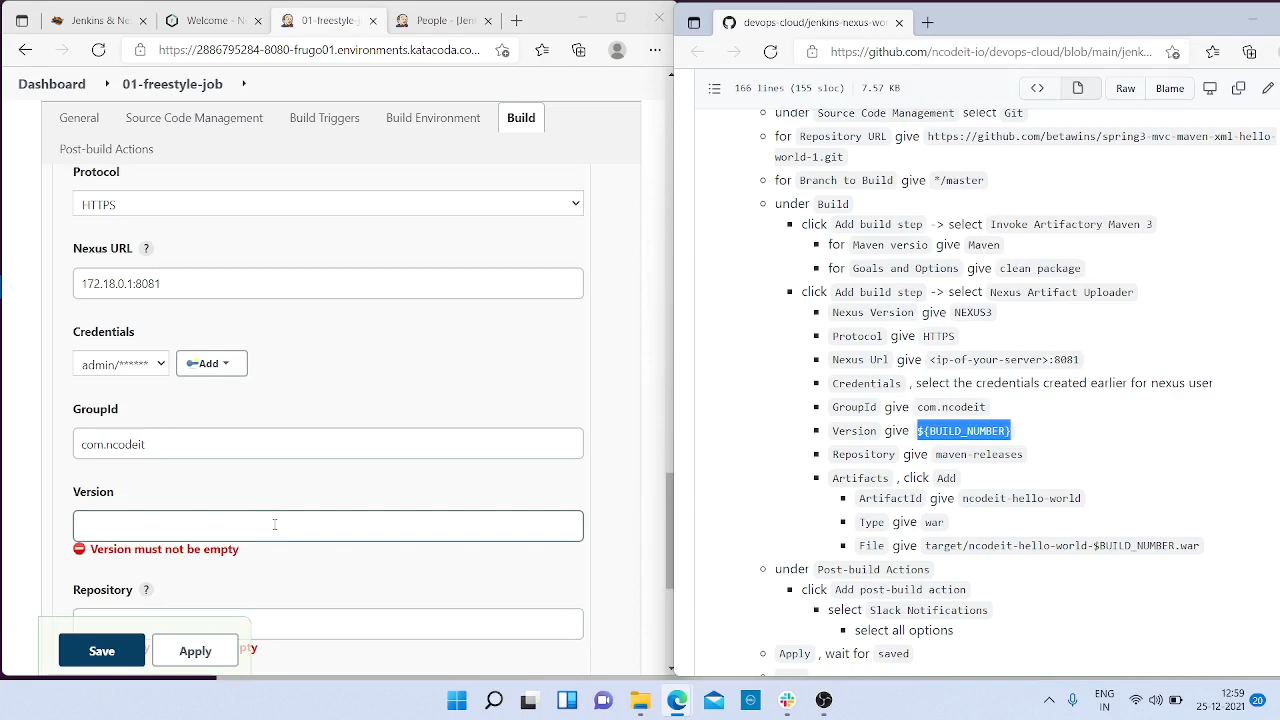 Jenkins & Ne
Welcome - N
01-freestyle-j
People - [Jen
devops-cloud/jenkins-nexus-wo
https://2886795284-8080-frugo01.environments.katacoda.co...
https://github.com/ncodeit-io/devops-cloud/blob/main/jenk...
Dashboard
01-freestyle-job
General
Source Code Management
Build Triggers
Build Environment
Build
Post-build Actions
Protocol
HTTPS
Nexus URL ?
172.18.0.1:8081
Credentials
admin/******
Add
GroupId
com.ncodeit
Version
Version must not be empty
Repository ?
pty
Save
Apply
166 lines (155 sloc)
7.57 KB
Raw
Blame
under Source Code Management select Git
for Repository URL give https://github.com/betawins/spring3-mvc-maven-xml-hello-
world-1.git
for Branch to Build give */master
under Build
click Add build step -> select Invoke Artifactory Maven 3
for Maven versio give Maven
for Goals and Options give clean package
click Add build step -> select Nexus Artifact Uploader
Nexus Version give NEXUS3
Protocol give HTTPS
Nexus Url give <ip-of-your-server>:8081
Credentials , select the credentials created earlier for nexus user
GroupId give com.ncodeit
Version give ${BUILD_NUMBER}
Repository give maven-releases
Artifacts , click Add
ArtifactId give ncodeit-hello-world
Type give war
File give target/ncodeit-hello-world-$BUILD_NUMBER.war
under Post-build Actions
click Add post-build action
select Slack Notifications
select all options
Apply , wait for saved
ENG
IN
12:59
25-12-2021
20